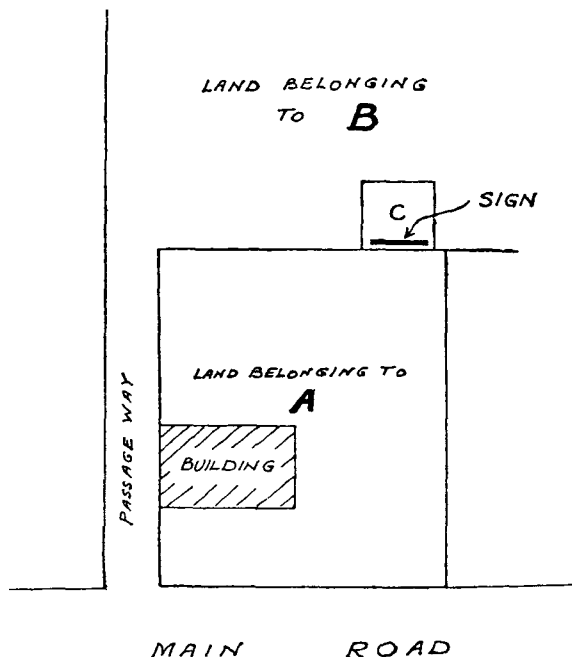 LAND BELONGING
TO B
C
SIGN
LAND BELONGING TO
A
BUILDING
PASSAGE WAY
MAIN ROAD